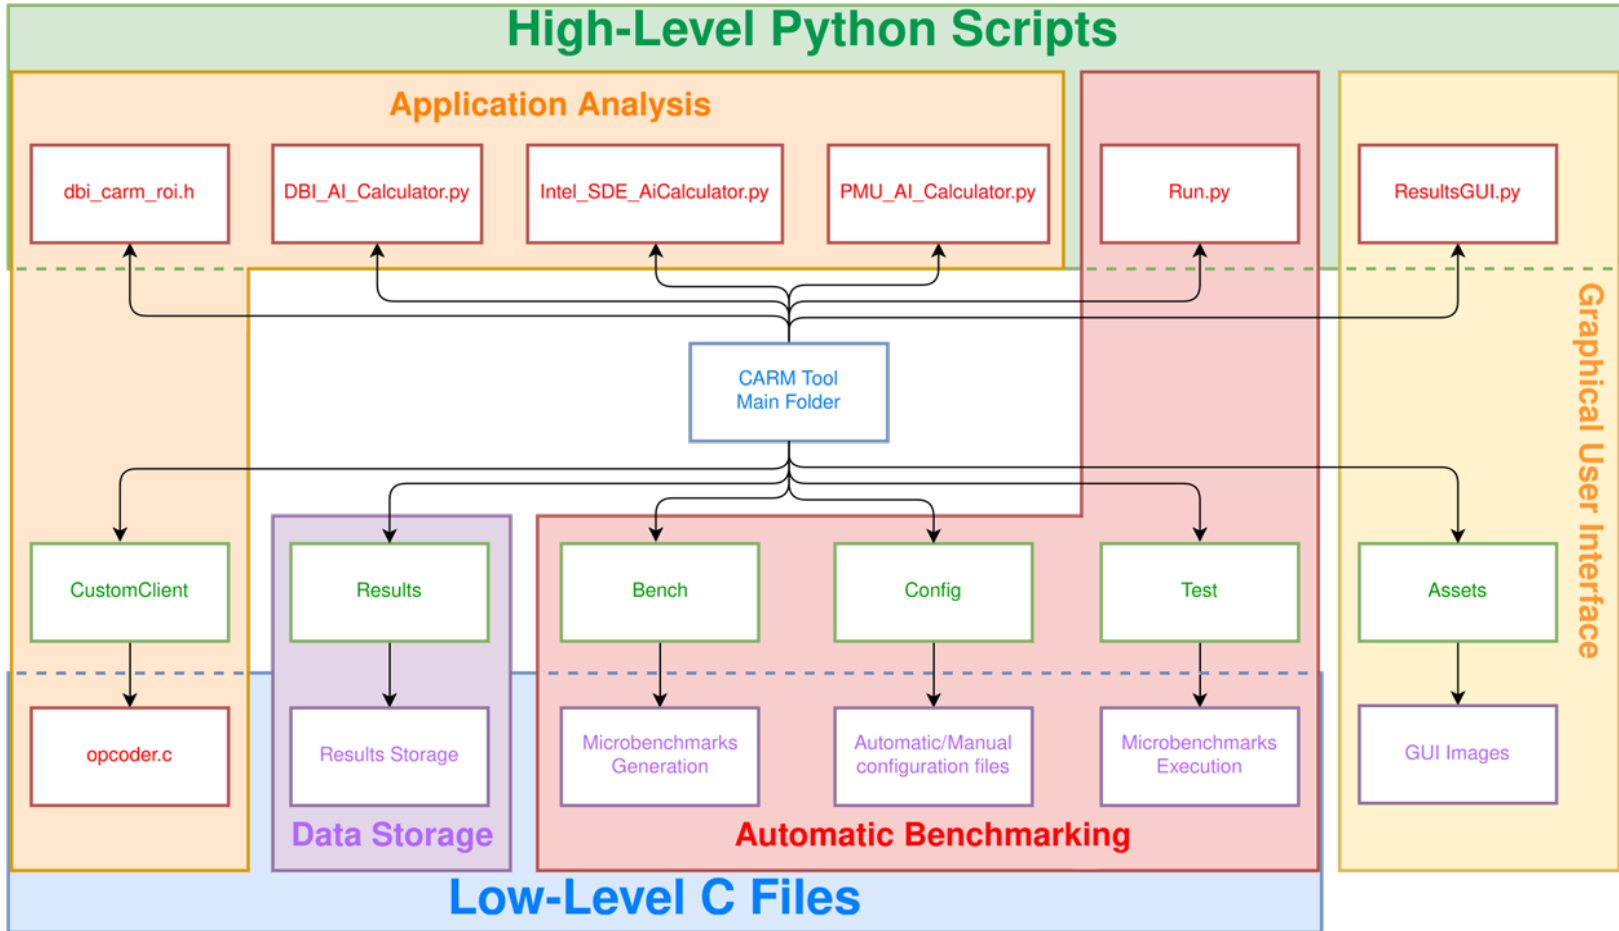 High-Level Python Scripts
Application Analysis
dbi_carm_roi.h
DBI_AI_Calculator.py
Intel_SDE_AiCalculator.py
PMU_AI_Calculator.py
Run.py
ResultsGUI.py
Graphical User Interface
CARM Tool
Main Folder
CustomClient
Results
Bench
Config
Test
Assets
opcoder.c
Results Storage
Microbenchmarks
Generation
Automatic/Manual
configuration files
Microbenchmarks
Execution
GUI Images
Data Storage
Automatic Benchmarking
Low-Level C Files